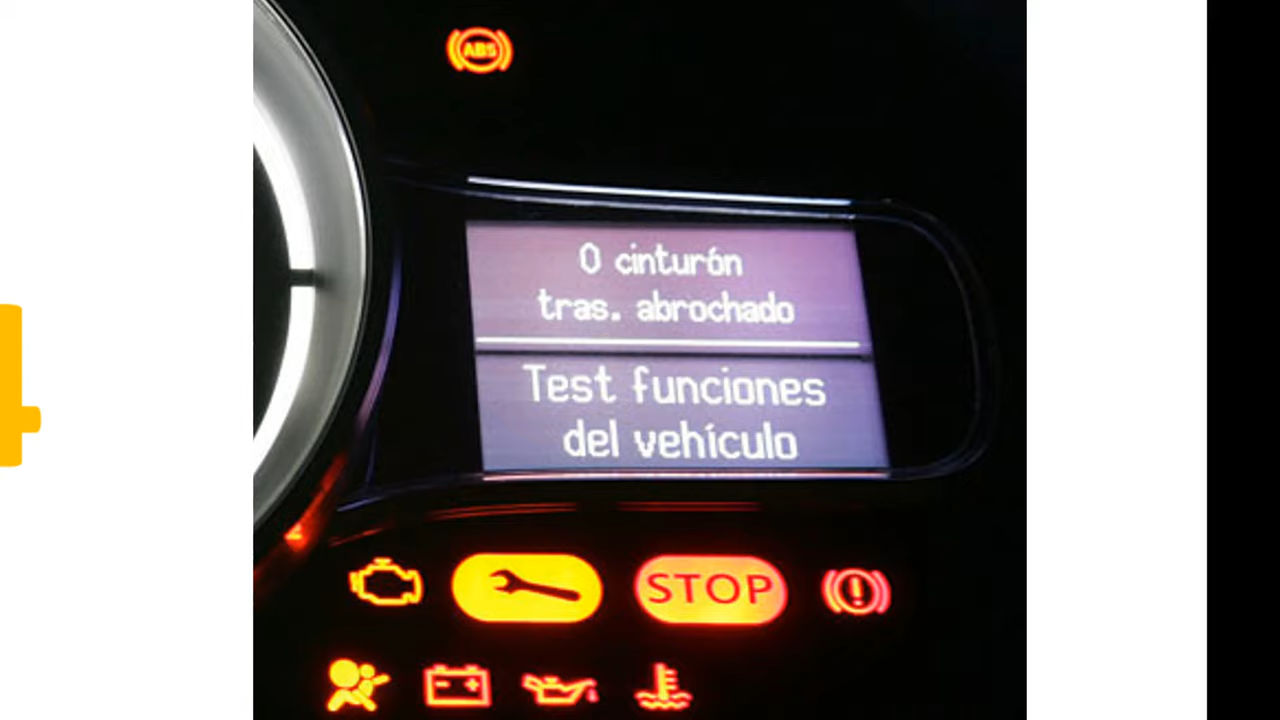 ABS
0 cinturón
tras. abrochado
Test funciones
del vehículo
STOP